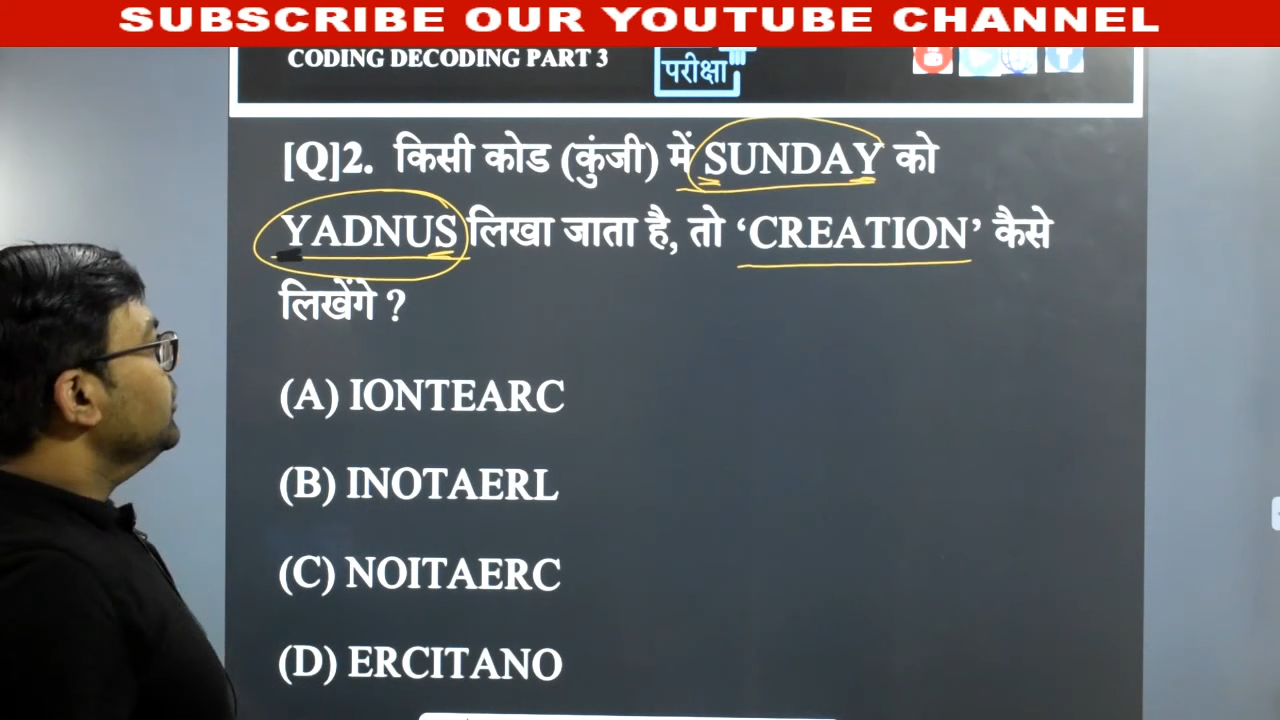 SUBSCRIBE OUR YOUTUBE CHANNEL
CODING DECODING PART 3
परीक्षा
[Q]2. किसी कोड (कुंजी) में SUNDAY को
YADNUS लिखा जाता है, तो ‘CREATION’ कैसे
लिखेंगे ?
(A) IONTEARC
(B) INOTAERL
(C) NOITAERC
(D) ERCITANO